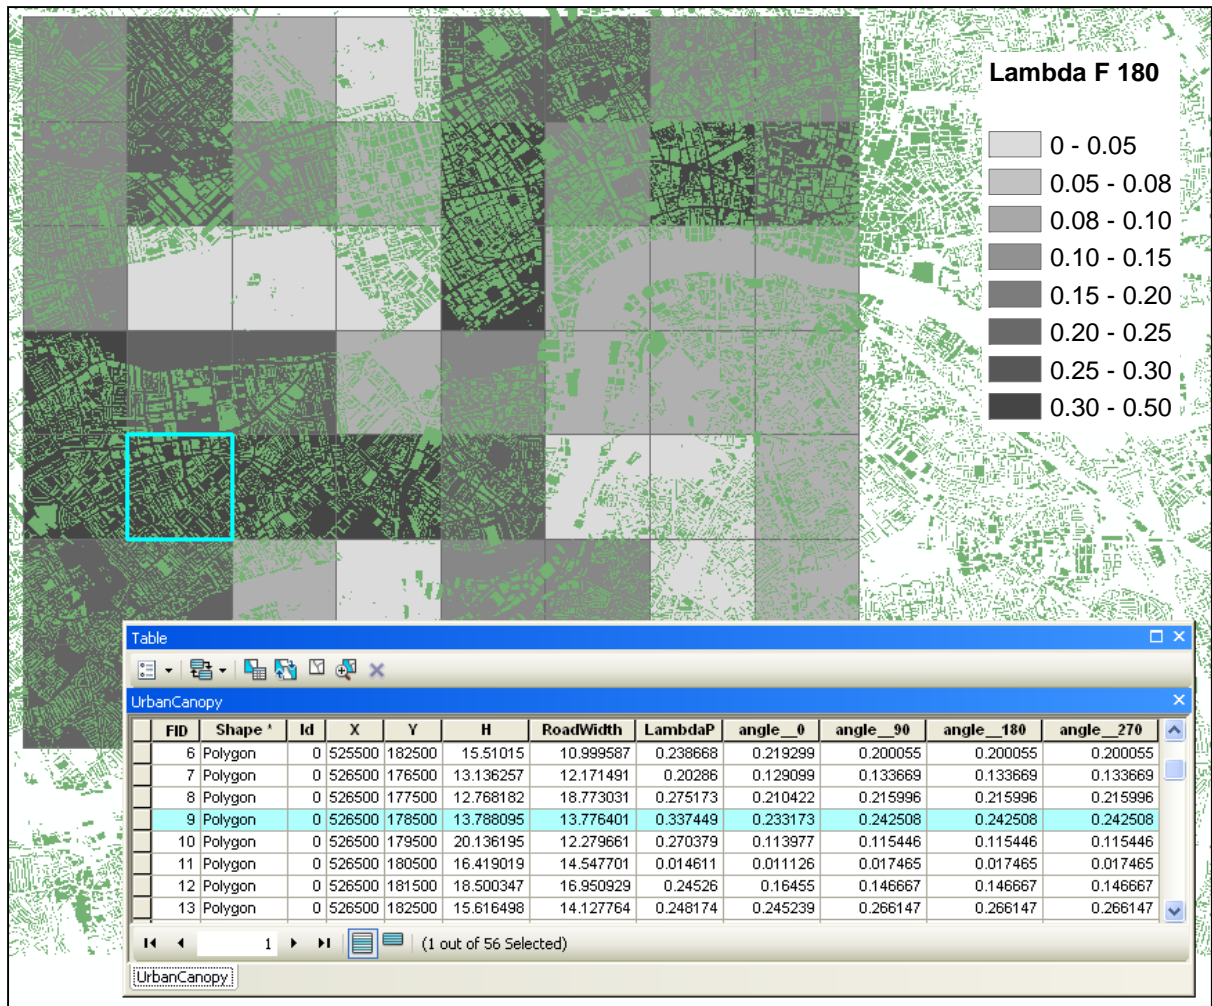 Lambda F 180
0 - 0.05
0.05 - 0.08
0.08 - 0.10
0.10 - 0.15
0.15 - 0.20
0.20 - 0.25
0.25 - 0.30
0.30 - 0.50
Table
UrbanCanopy
FID Shape * Id X Y H RoadWidth LambdaP angle__0 angle__90 angle__180 angle__270
6 Polygon 0 525500 182500 15.51015 10.999587 0.238668 0.219299 0.200055 0.200055 0.200055
7 Polygon 0 526500 176500 13.136257 12.171491 0.20286 0.129099 0.133669 0.133669 0.133669
8 Polygon 0 526500 177500 12.768182 18.773031 0.275173 0.210422 0.215996 0.215996 0.215996
9 Polygon 0 526500 178500 13.788095 13.776401 0.337449 0.233173 0.242508 0.242508 0.242508
10 Polygon 0 526500 179500 20.136195 12.279661 0.270379 0.113977 0.115446 0.115446 0.115446
11 Polygon 0 526500 180500 16.419019 14.547701 0.014611 0.011126 0.017465 0.017465 0.017465
12 Polygon 0 526500 181500 18.500347 16.950929 0.24526 0.16455 0.146667 0.146667 0.146667
13 Polygon 0 526500 182500 15.616498 14.127764 0.248174 0.245239 0.266147 0.266147 0.266147
1 (1 out of 56 Selected)
UrbanCanopy